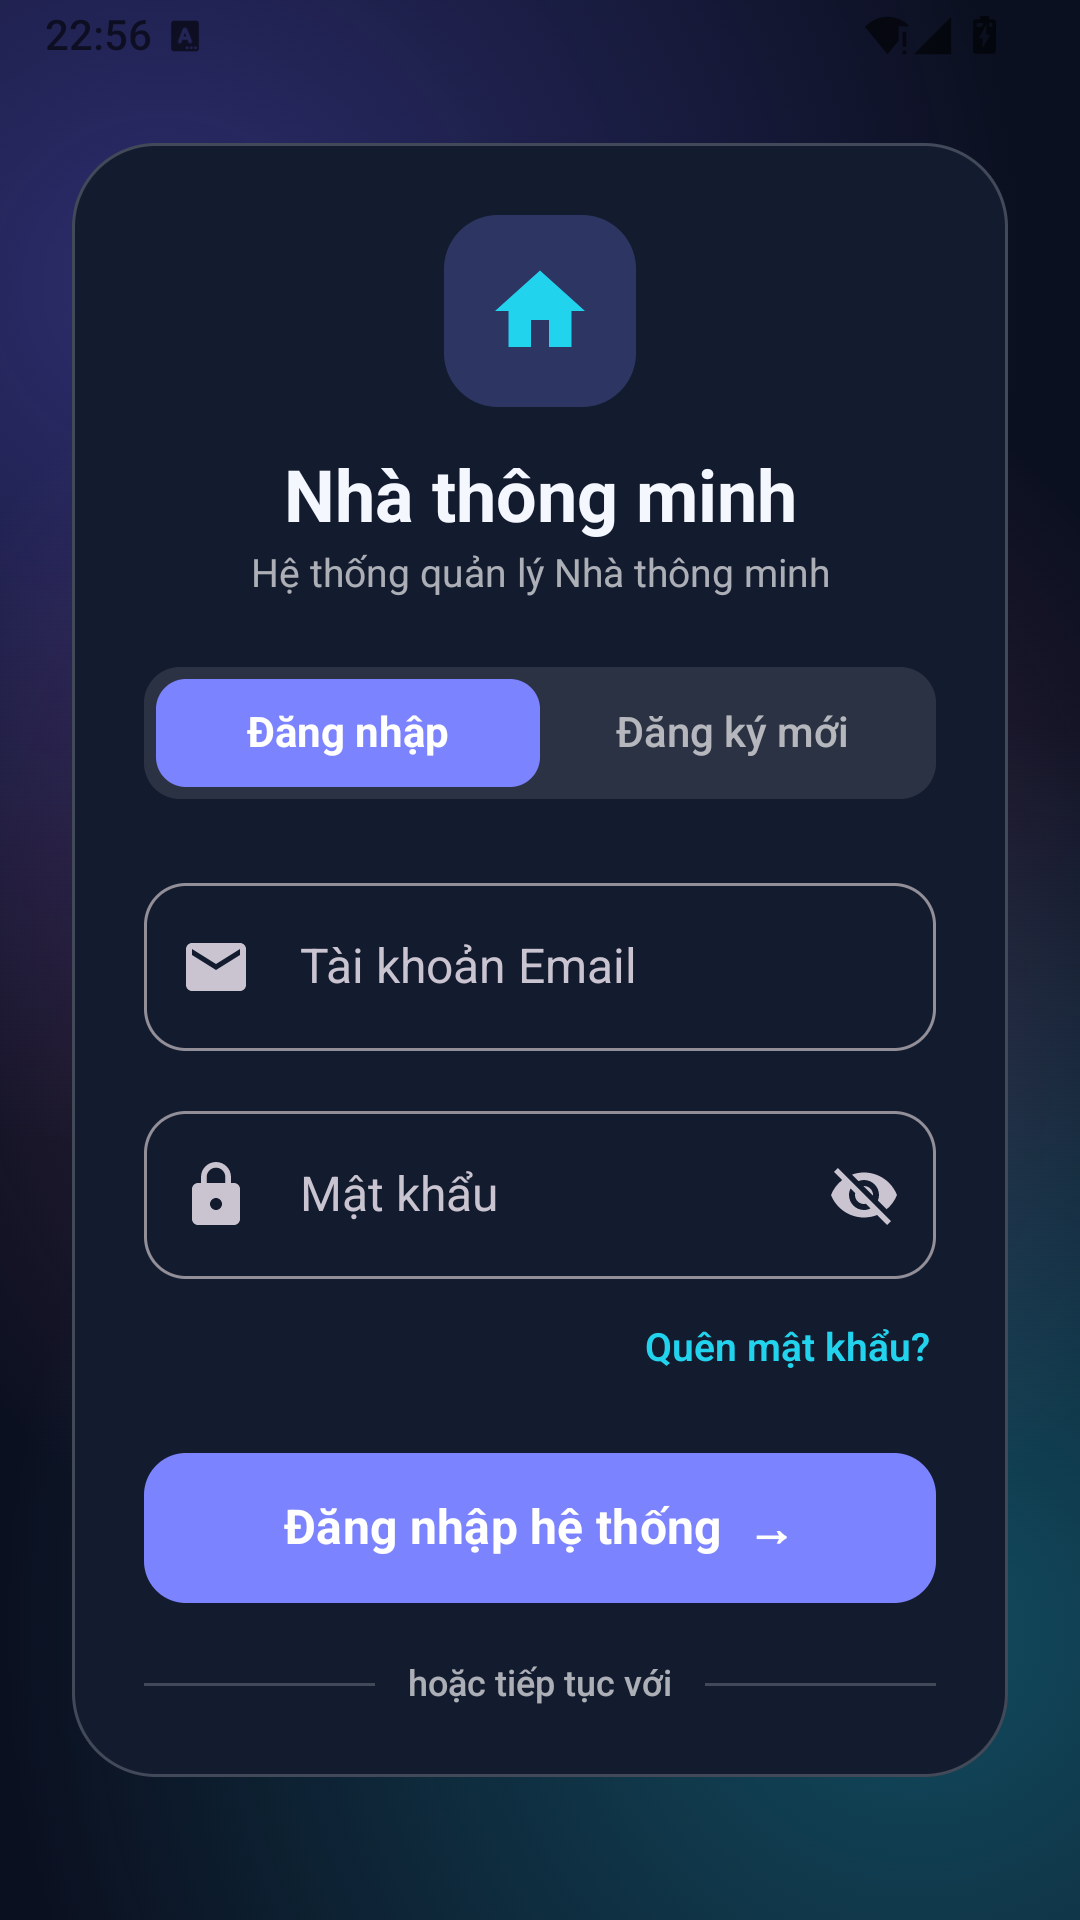 22:56
Nhà thông minh
Hệ thống quản lý Nhà thông minh
Đăng nhập
Đăng ký mới
Tài khoản Email
Mật khẩu
Quên mật khẩu?
Đăng nhập hệ thống →
hoặc tiếp tục với